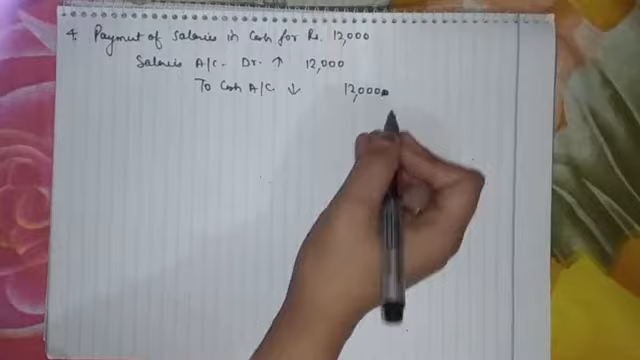 4. Payment of Salaries in Cash for Rs. 12,000
Salaries A/C. Dr. ↑ 12,000
To Cash A/C. ↓ 12,000